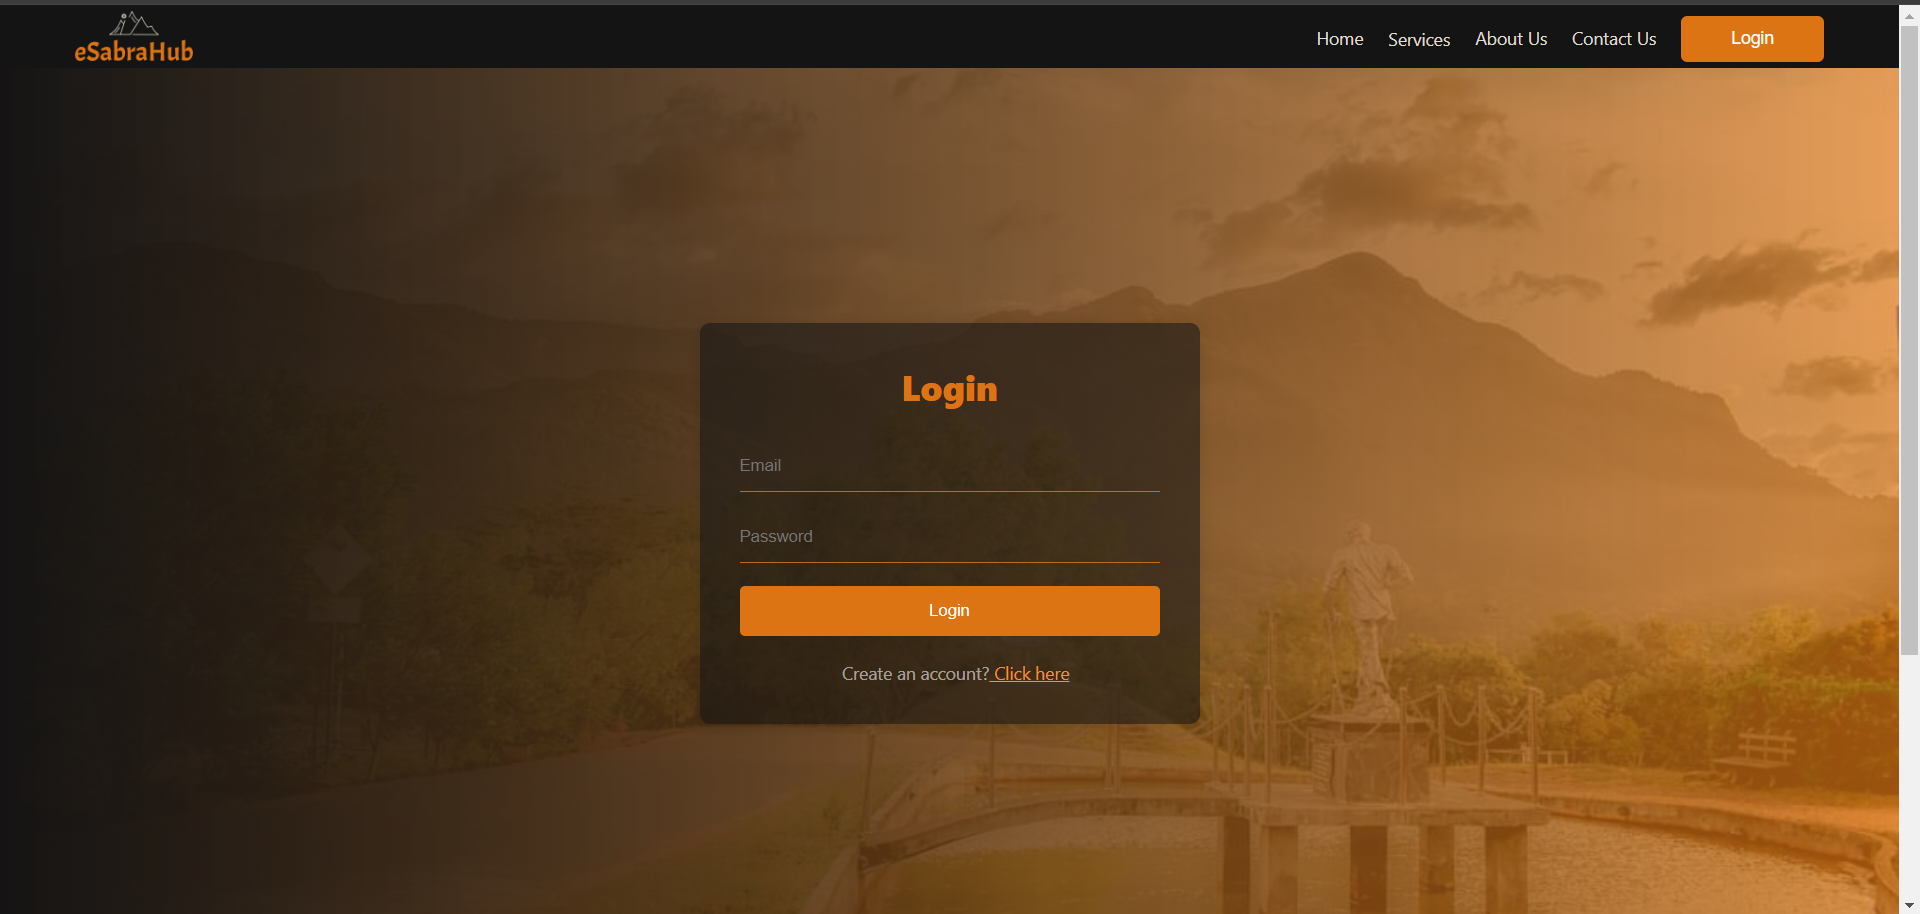 eSabraHub
Home Services About Us Contact Us Login
Login
Email
Password
Login
Create an account? Click here